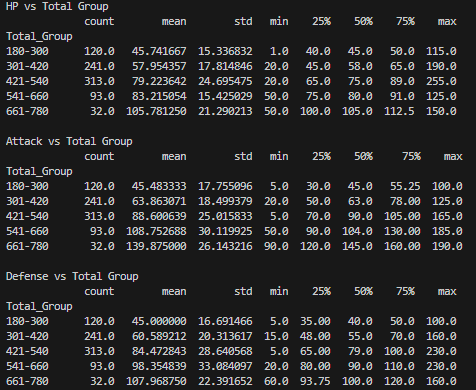 HP vs Total Group
count mean std min 25% 50% 75% max
Total_Group
180-300 120.0 45.741667 15.336832 1.0 40.0 45.0 50.0 115.0
301-420 241.0 57.954357 17.814846 20.0 45.0 58.0 65.0 190.0
421-540 313.0 79.223642 24.695475 20.0 65.0 75.0 89.0 255.0
541-660 93.0 83.215054 15.425029 50.0 75.0 80.0 91.0 125.0
661-780 32.0 105.781250 21.290213 50.0 100.0 105.0 112.5 150.0
Attack vs Total Group
count mean std min 25% 50% 75% max
Total_Group
180-300 120.0 45.483333 17.755096 5.0 30.0 45.0 55.25 100.0
301-420 241.0 63.863071 18.499379 20.0 50.0 63.0 78.00 125.0
421-540 313.0 88.600639 25.015833 5.0 70.0 90.0 105.00 165.0
541-660 93.0 108.752688 30.119925 50.0 90.0 104.0 130.00 185.0
661-780 32.0 139.875000 26.143216 90.0 120.0 145.0 160.00 190.0
Defense vs Total Group
count mean std min 25% 50% 75% max
Total_Group
180-300 120.0 45.000000 16.691466 5.0 35.00 40.0 50.0 100.0
301-420 241.0 60.589212 20.313617 15.0 48.00 55.0 70.0 160.0
421-540 313.0 84.472843 28.640568 5.0 65.00 79.0 100.0 230.0
541-660 93.0 98.354839 33.084097 20.0 80.00 90.0 110.0 230.0
661-780 32.0 107.968750 22.391652 60.0 93.75 100.0 120.0 160.0